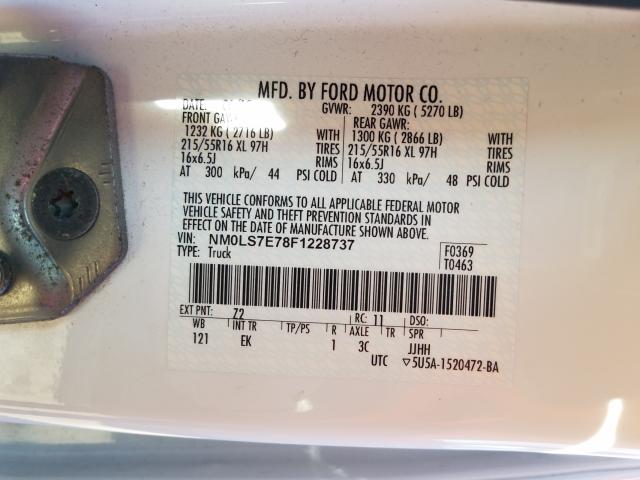 MFD. BY FORD MOTOR CO.
DATE: GVWR: 2390 KG ( 5270 LB)
FRONT GAWR: REAR GAWR:
1232 KG ( 2716 LB) WITH 1300 KG ( 2866 LB) WITH
215/55R16 XL 97H TIRES 215/55R16 XL 97H TIRES
16x6.5J RIMS 16x6.5J RIMS
AT 300 kPa/ 44 PSI COLD AT 330 kPa/ 48 PSI COLD
THIS VEHICLE CONFORMS TO ALL APPLICABLE FEDERAL MOTOR
VEHICLE SAFETY AND THEFT PREVENTION STANDARDS IN
EFFECT ON THE DATE OF MANUFACTURE SHOWN ABOVE.
VIN: NM0LS7E78F1228737 F0369
TYPE: Truck T0463
EXT PNT: 72 RC: 11 DSO:
WB INT TR TP/PS R AXLE TR SPR
121 EK 1 3C JJHH
UTC ▽5U5A-1520472-BA